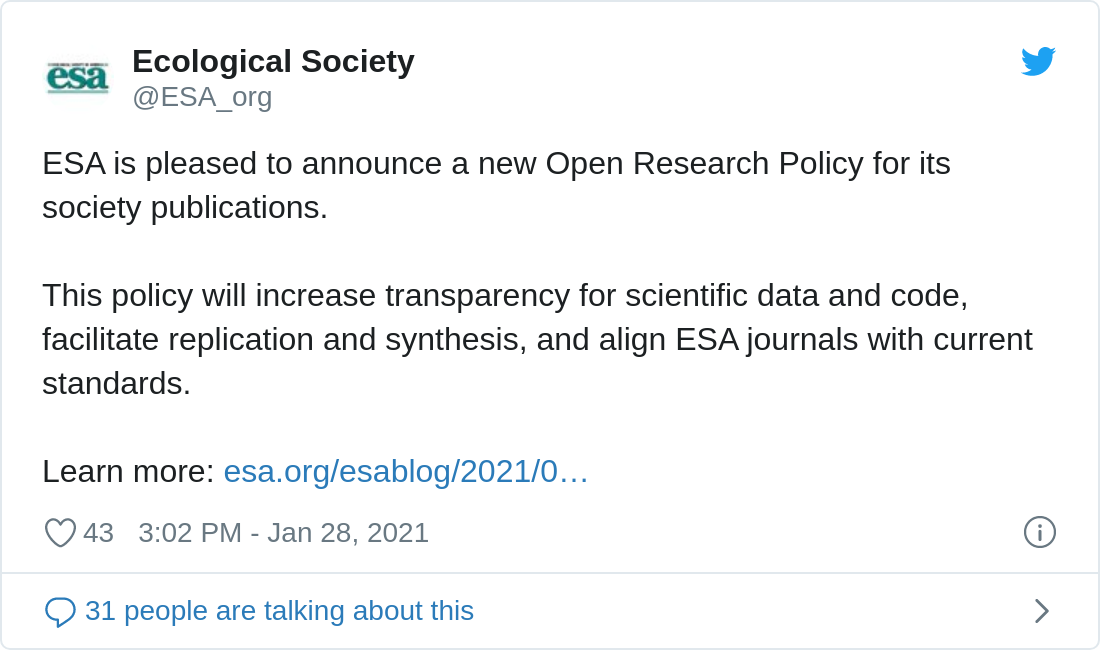 esa
Ecological Society
@ESA_org
ESA is pleased to announce a new Open Research Policy for its
society publications.
This policy will increase transparency for scientific data and code,
facilitate replication and synthesis, and align ESA journals with current
standards.
Learn more: esa.org/esablog/2021/0…
43 3:02 PM - Jan 28, 2021
31 people are talking about this